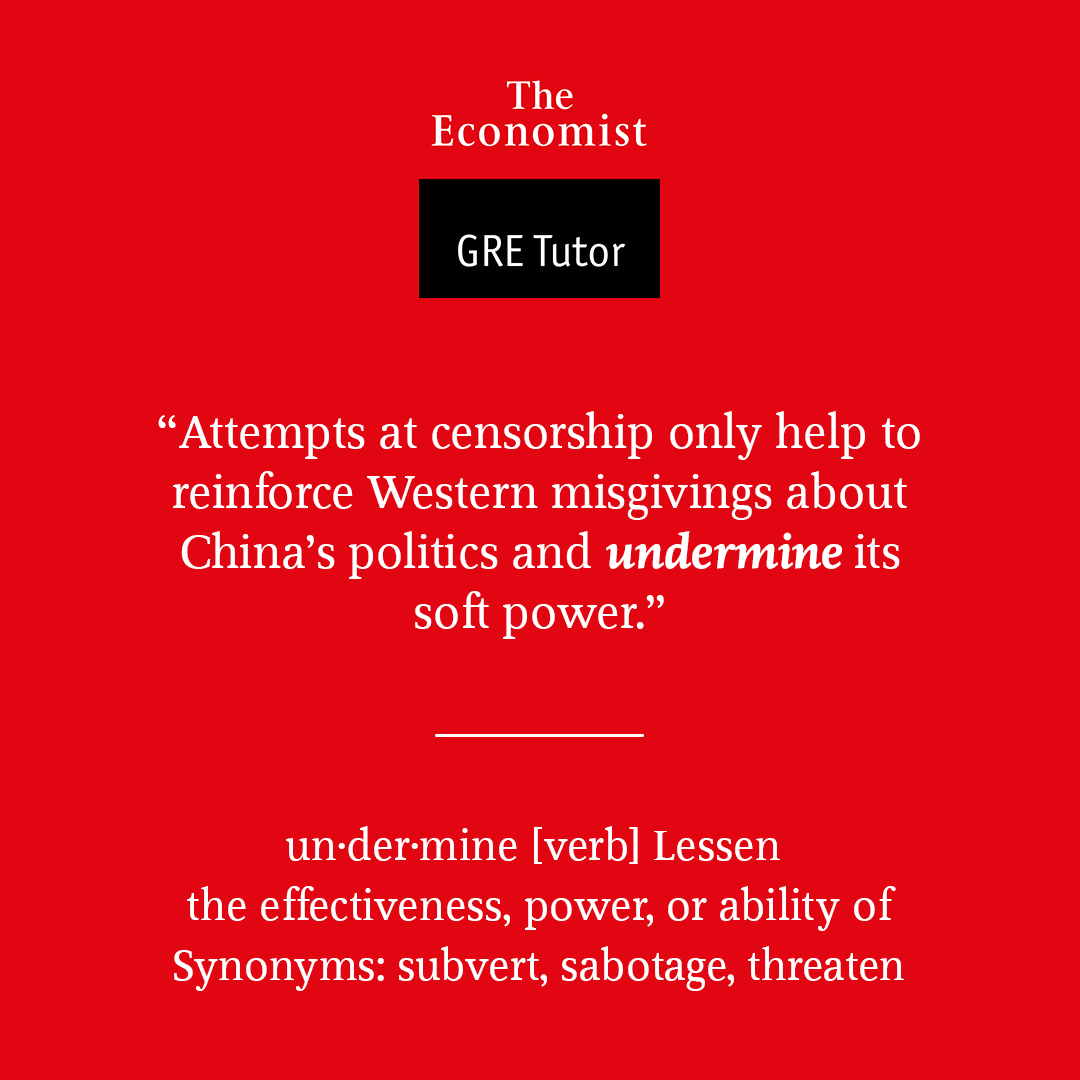 The
Economist
GRE Tutor
“Attempts at censorship only help to
reinforce Western misgivings about
China’s politics and undermine its
soft power.”
un·der·mine [verb] Lessen
the effectiveness, power, or ability of
Synonyms: subvert, sabotage, threaten